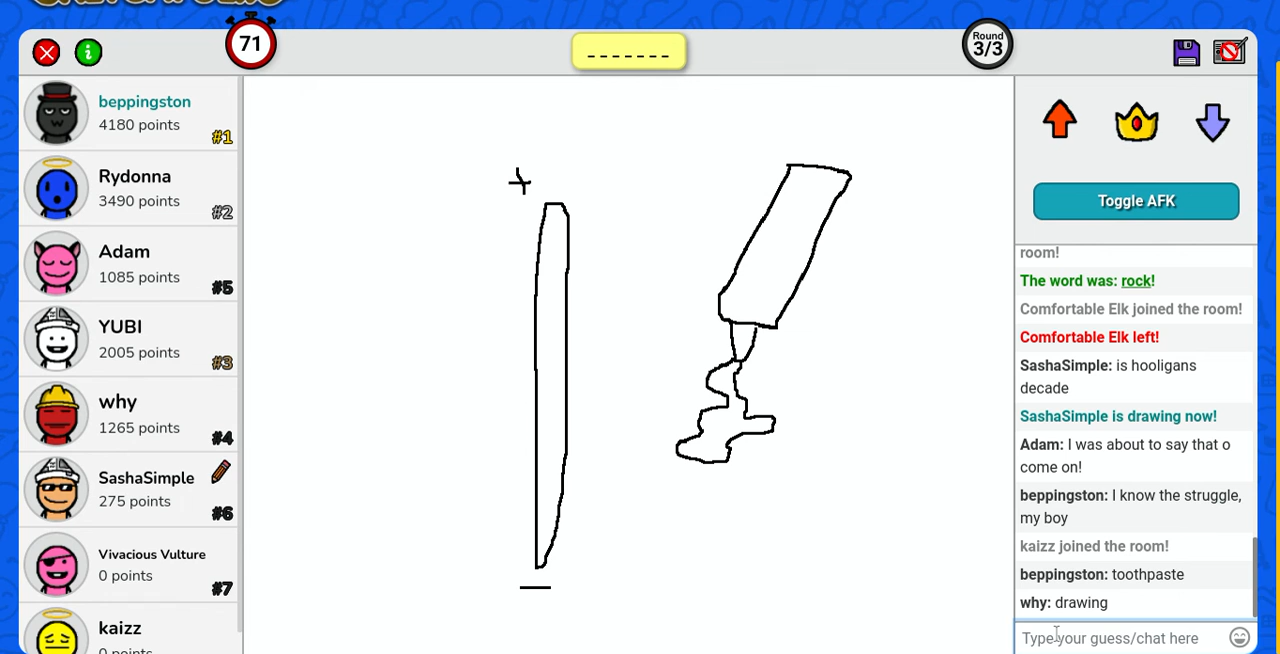 71
_ _ _ _ _ _ _
Round
3/3
beppingston
4180 points
#1
Rydonna
3490 points
#2
Adam
1085 points
#5
YUBI
2005 points
#3
why
1265 points
#4
SashaSimple
275 points
#6
Vivacious Vulture
0 points
#7
kaizz
0 points
+
—
Toggle AFK
room!
The word was: rock!
Comfortable Elk joined the room!
Comfortable Elk left!
SashaSimple: is hooligans
decade
SashaSimple is drawing now!
Adam: I was about to say that o
come on!
beppingston: I know the struggle,
my boy
kaizz joined the room!
beppingston: toothpaste
why: drawing
Type your guess/chat here